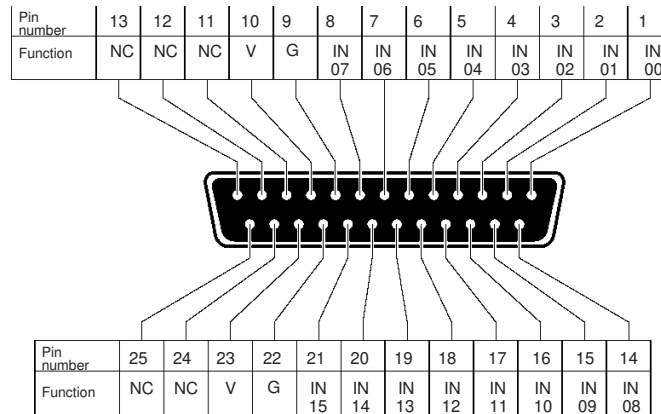 Pin number 13 12 11 10 9 8 7 6 5 4 3 2 1
Function NC NC NC V G IN 07 IN 06 IN 05 IN 04 IN 03 IN 02 IN 01 IN 00
Pin number 25 24 23 22 21 20 19 18 17 16 15 14
Function NC NC V G IN 15 IN 14 IN 13 IN 12 IN 11 IN 10 IN 09 IN 08